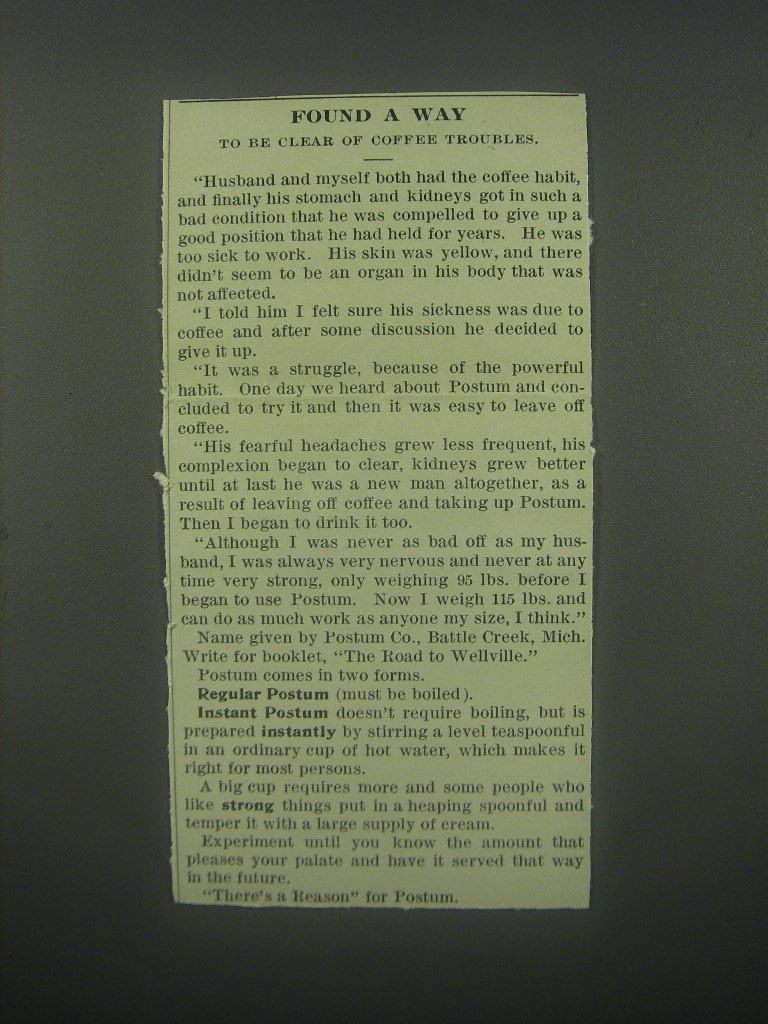 FOUND A WAY
TO BE CLEAR OF COFFEE TROUBLES.
"Husband and myself both had the coffee habit,
and finally his stomach and kidneys got in such a
bad condition that he was compelled to give up a
good position that he had held for years. He was
too sick to work. His skin was yellow, and there
didn't seem to be an organ in his body that was
not affected.
"I told him I felt sure his sickness was due to
coffee and after some discussion he decided to
give it up.
"It was a struggle, because of the powerful
habit. One day we heard about Postum and con-
cluded to try it and then it was easy to leave off
coffee.
"His fearful headaches grew less frequent, his
complexion began to clear, kidneys grew better
until at last he was a new man altogether, as a
result of leaving off coffee and taking up Postum.
Then I began to drink it too.
"Although I was never as bad off as my hus-
band, I was always very nervous and never at any
time very strong, only weighing 95 lbs. before I
began to use Postum. Now I weigh 115 lbs. and
can do as much work as anyone my size, I think."
Name given by Postum Co., Battle Creek, Mich.
Write for booklet, "The Road to Wellville."
Postum comes in two forms.
Regular Postum (must be boiled).
Instant Postum doesn't require boiling, but is
prepared instantly by stirring a level teaspoonful
in an ordinary cup of hot water, which makes it
right for most persons.
A big cup requires more and some people who
like strong things put in a heaping spoonful and
temper it with a large supply of cream.
Experiment until you know the amount that
pleases your palate and have it served that way
in the future.
"There's a Reason" for Postum.